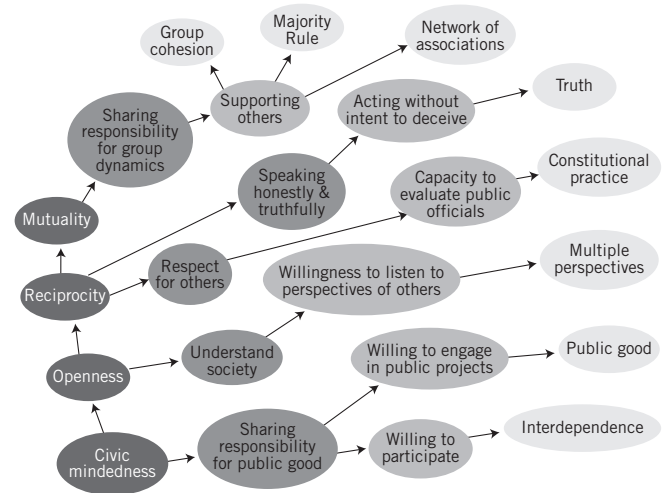 Group
cohesion
Majority
Rule
Network of
associations
Sharing
responsibility
for group
dynamics
Supporting
others
Acting without
intent to deceive
Truth
Mutuality
Speaking
honestly &
truthfully
Capacity to
evaluate public
officials
Constitutional
practice
Reciprocity
Respect
for others
Willingness to listen to
perspectives of others
Multiple
perspectives
Openness
Understand
society
Willing to engage
in public projects
Public good
Civic
mindedness
Sharing
responsibility
for public good
Willing to
participate
Interdependence